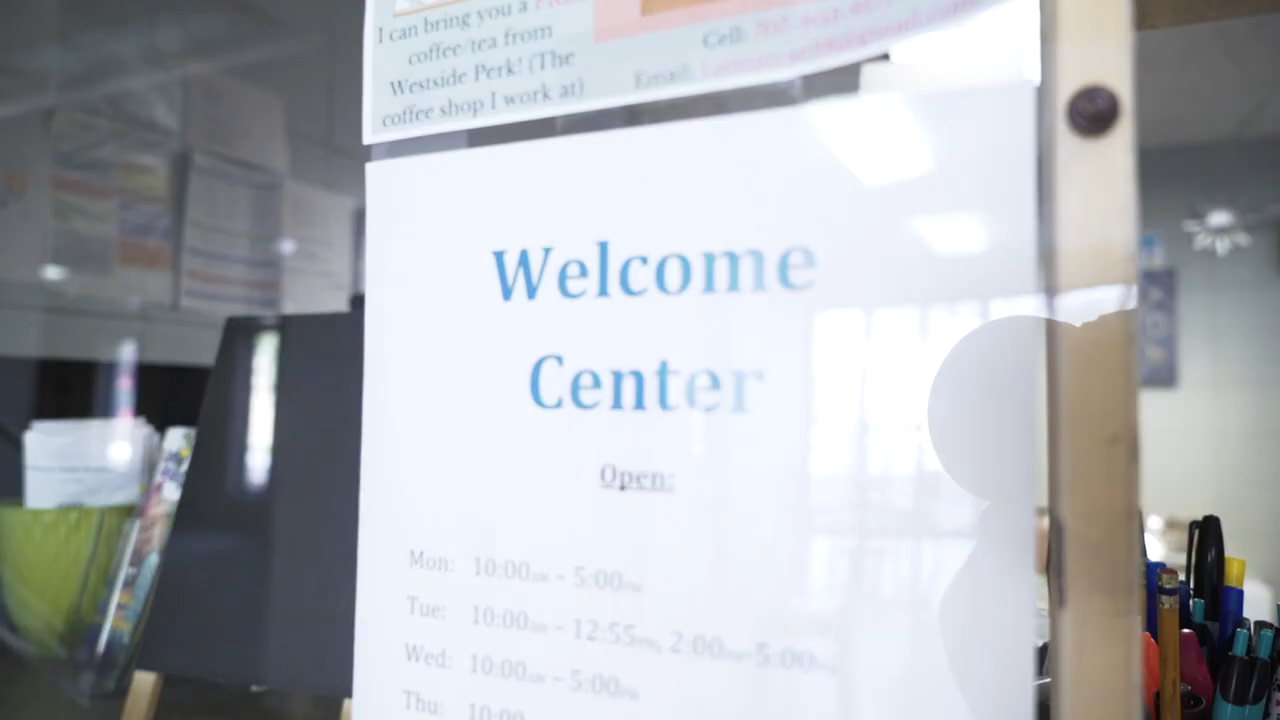 I can bring you a
coffee/tea from
Westside Perk! (The
coffee shop I work at)
Cell:
Email:
Welcome
Center
Open:
Mon: 10:00AM - 5:00PM
Tue: 10:00AM - 12:55PM, 2:00PM-5:00PM
Wed: 10:00AM - 5:00PM
Thu: 10:00
JOY